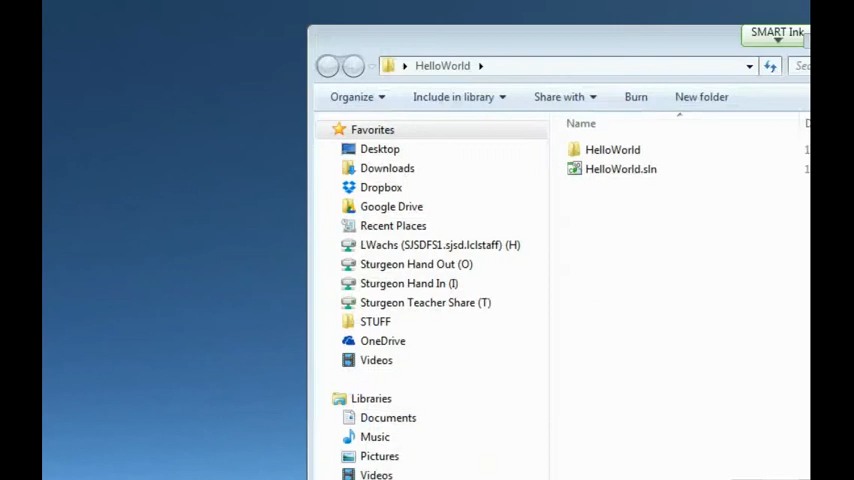 SMART Ink
HelloWorld
Organize Include in library Share with Burn New folder
Name
Favorites
HelloWorld
Desktop
HelloWorld.sln
Downloads
Dropbox
Google Drive
Recent Places
LWachs (SJSDFS1.sjsd.lclstaff) (H)
Sturgeon Hand Out (O)
Sturgeon Hand In (I)
Sturgeon Teacher Share (T)
STUFF
OneDrive
Videos
Libraries
Documents
Music
Pictures
Videos